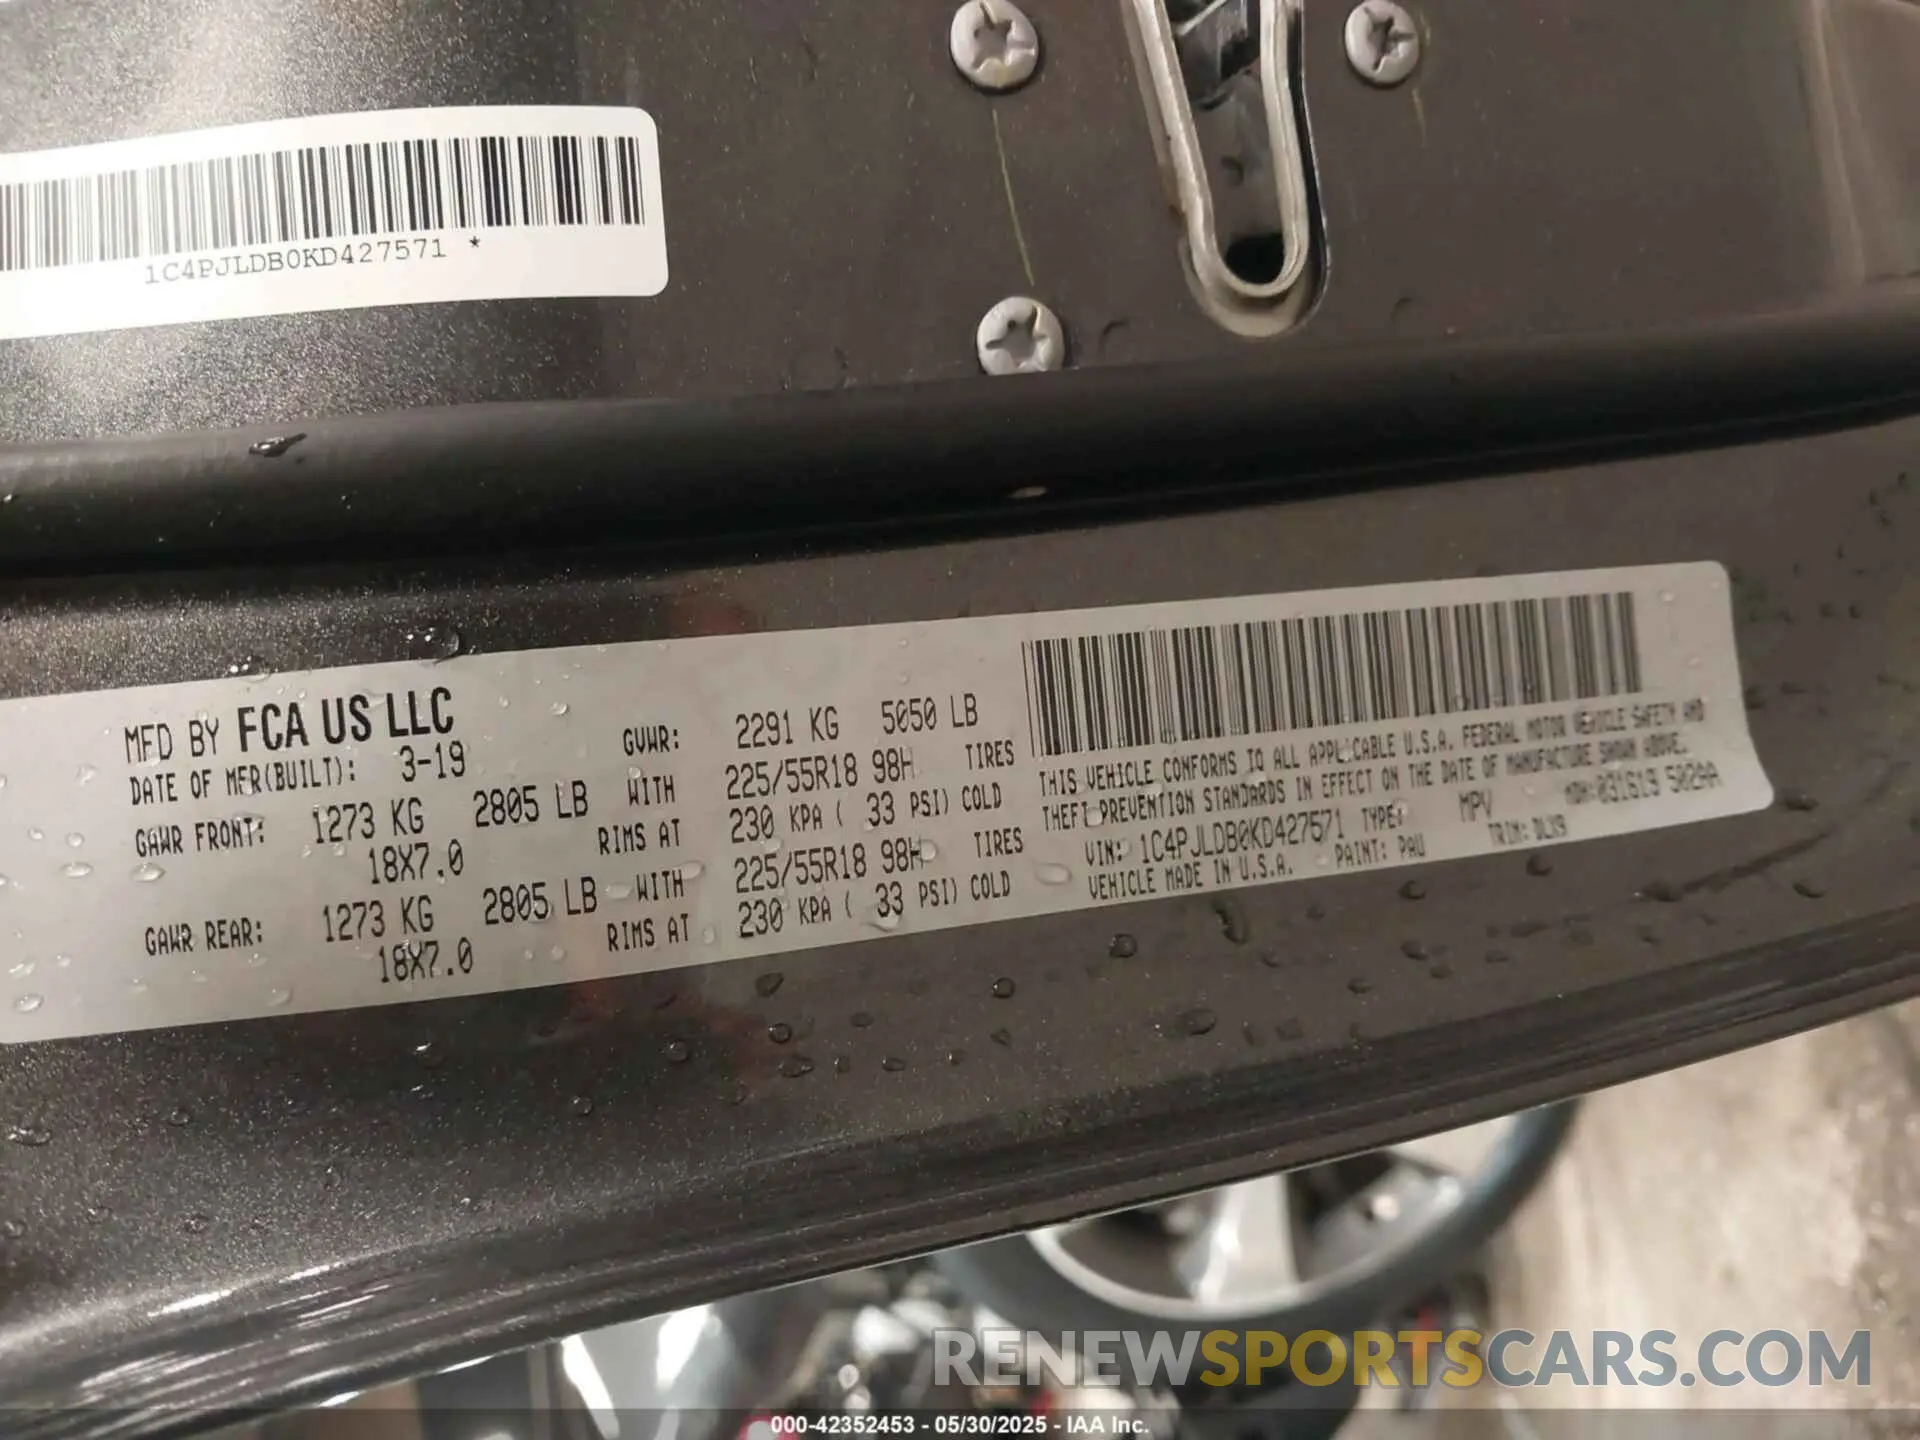 1C4PJLDB0KD427571 *
MFD BY FCA US LLC
DATE OF MFR(BUILT): 3-19
GVWR: 2291 KG 5050 LB
GAWR FRONT: 1273 KG 2805 LB WITH 225/55R18 98H TIRES
18X7.0 RIMS AT 230 KPA ( 33 PSI) COLD
GAWR REAR: 1273 KG 2805 LB WITH 225/55R18 98H TIRES
18X7.0 RIMS AT 230 KPA ( 33 PSI) COLD
THIS VEHICLE CONFORMS TO ALL APPLICABLE U.S.A. FEDERAL MOTOR VEHICLE SAFETY AND
THEFT PREVENTION STANDARDS IN EFFECT ON THE DATE OF MANUFACTURE SHOWN ABOVE.
VIN: 1C4PJLDB0KD427571 TYPE: MPV MDH:031619 502AA
VEHICLE MADE IN U.S.A. PAINT: PAU TRIM: DLX9
RENEWSPORTSCARS.COM
000-42352453 - 05/30/2025 - IAA Inc.